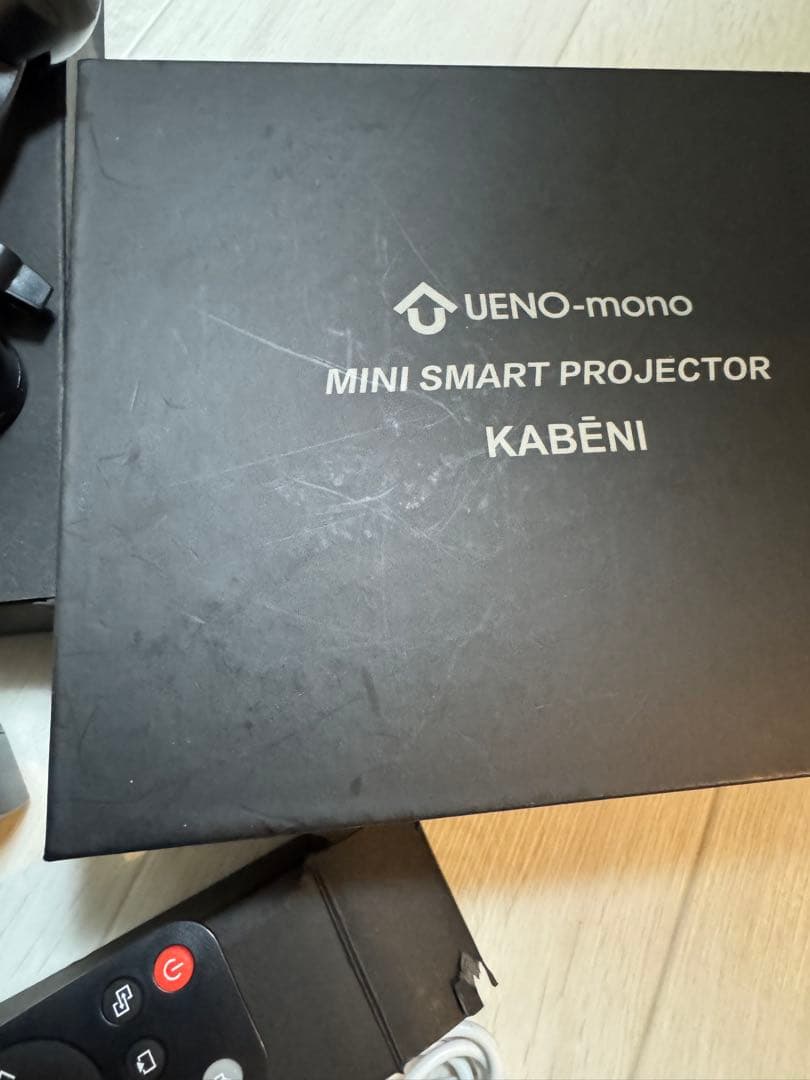 UENO-mono
MINI SMART PROJECTOR
KABĒNI